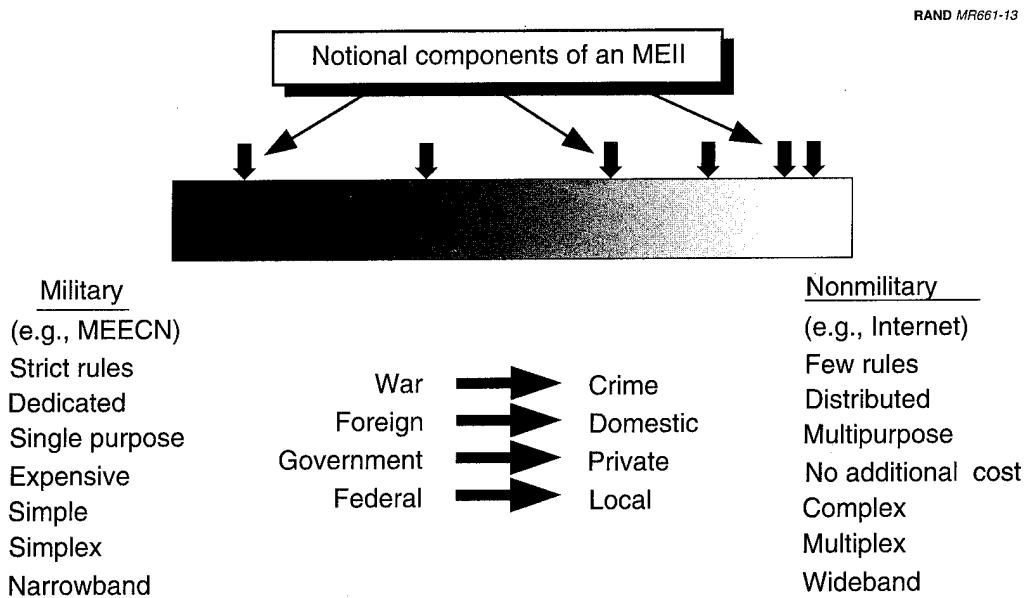 RAND MR661-13
Notional components of an MEII
Military
(e.g., MEECN)
Strict rules
Dedicated
Single purpose
Expensive
Simple
Simplex
Narrowband
War
Foreign
Government
Federal
Crime
Domestic
Private
Local
Nonmilitary
(e.g., Internet)
Few rules
Distributed
Multipurpose
No additional cost
Complex
Multiplex
Wideband